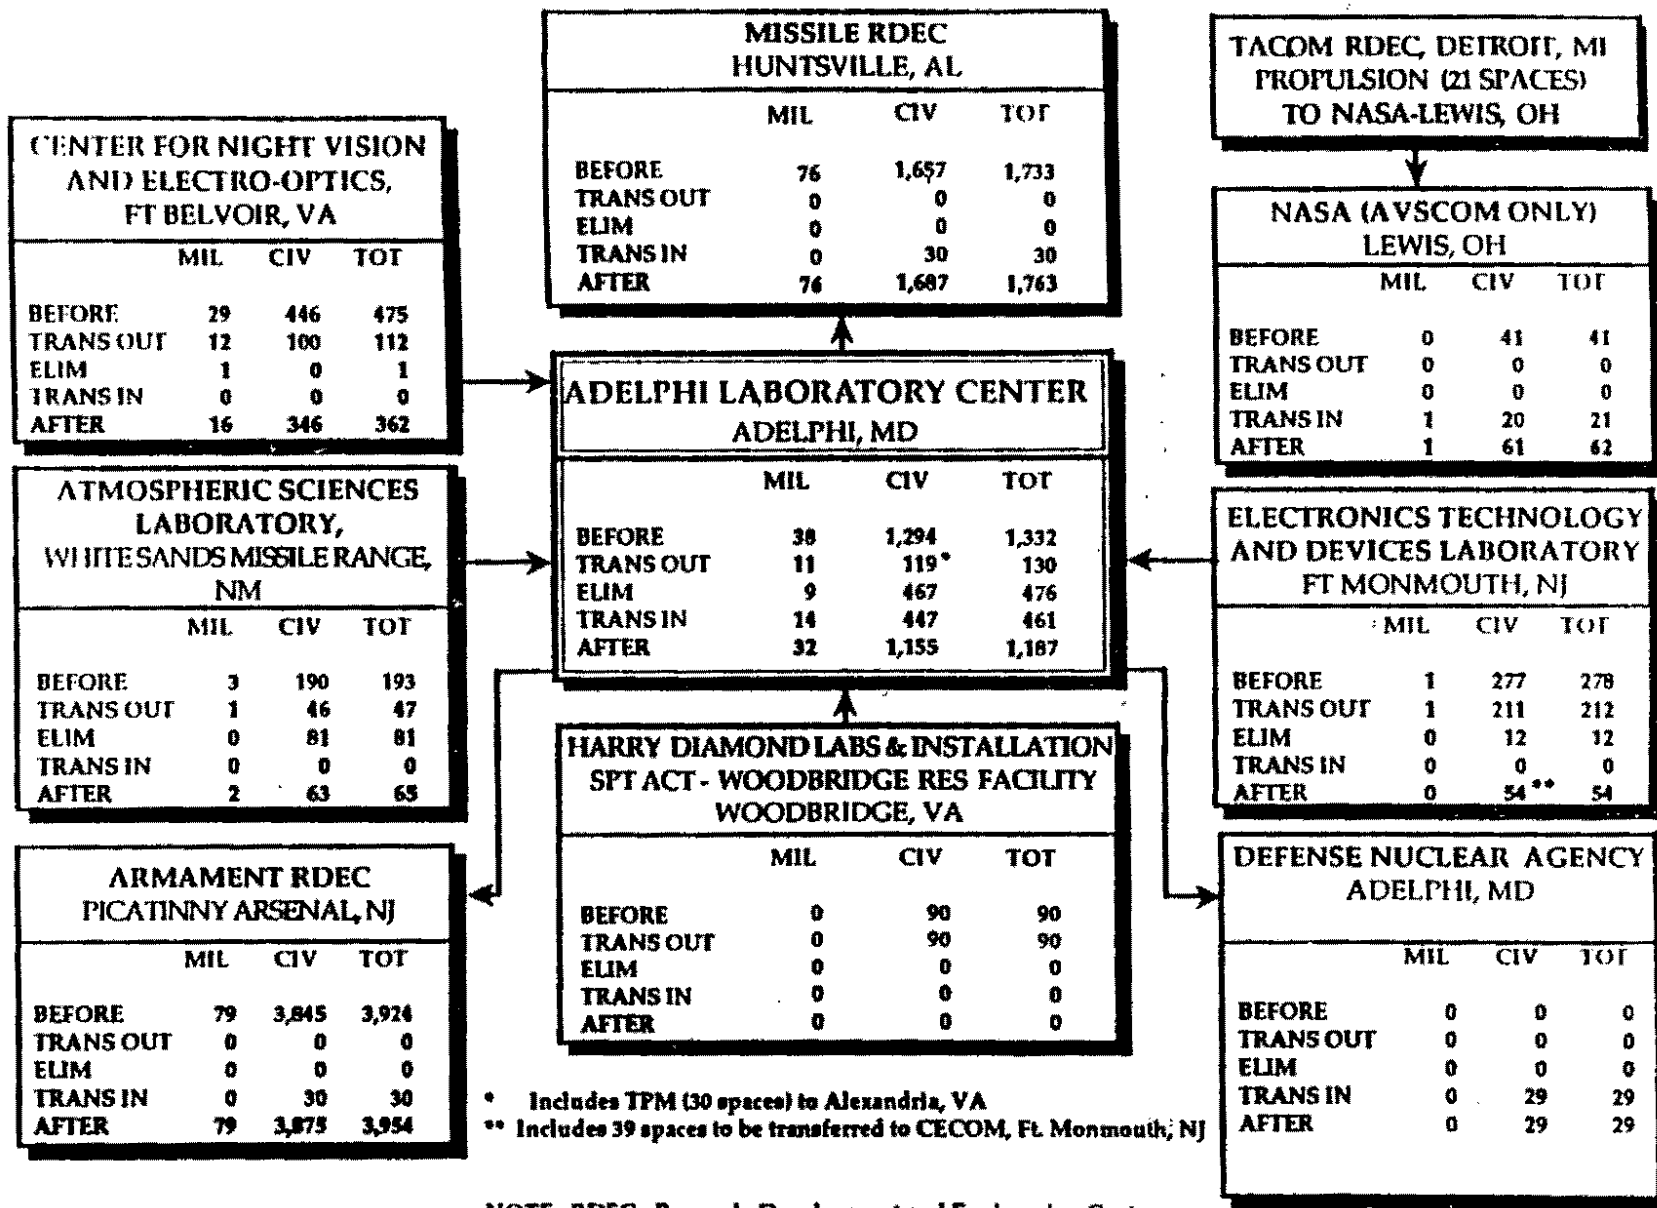 MISSILE RDEC
HUNTSVILLE, AL
MIL CIV TOT
BEFORE 76 1,657 1,733
TRANS OUT 0 0 0
ELIM 0 0 0
TRANS IN 0 30 30
AFTER 76 1,687 1,763
TACOM RDEC, DETROIT, MI
PROPULSION (21 SPACES)
TO NASA-LEWIS, OH
CENTER FOR NIGHT VISION
AND ELECTRO-OPTICS,
FT BELVOIR, VA
MIL CIV TOT
BEFORE 29 446 475
TRANS OUT 12 100 112
ELIM 1 0 1
TRANS IN 0 0 0
AFTER 16 346 362
NASA (AVSCOM ONLY)
LEWIS, OH
MIL CIV TOT
BEFORE 0 41 41
TRANS OUT 0 0 0
ELIM 0 0 0
TRANS IN 1 20 21
AFTER 1 61 62
ADELPHI LABORATORY CENTER
ADELPHI, MD
MIL CIV TOT
BEFORE 38 1,294 1,332
TRANS OUT 11 119* 130
ELIM 9 467 476
TRANS IN 14 447 461
AFTER 32 1,155 1,187
ATMOSPHERIC SCIENCES
LABORATORY,
WHITE SANDS MISSILE RANGE,
NM
MIL CIV TOT
BEFORE 3 190 193
TRANS OUT 1 46 47
ELIM 0 81 81
TRANS IN 0 0 0
AFTER 2 63 65
ELECTRONICS TECHNOLOGY
AND DEVICES LABORATORY
FT MONMOUTH, NJ
MIL CIV TOT
BEFORE 1 277 278
TRANS OUT 1 211 212
ELIM 0 12 12
TRANS IN 0 0 0
AFTER 0 54** 54
HARRY DIAMOND LABS & INSTALLATION
SPT ACT - WOODBRIDGE RES FACILITY
WOODBRIDGE, VA
MIL CIV TOT
BEFORE 0 90 90
TRANS OUT 0 90 90
ELIM 0 0 0
TRANS IN 0 0 0
AFTER 0 0 0
ARMAMENT RDEC
PICATINNY ARSENAL, NJ
MIL CIV TOT
BEFORE 79 3,845 3,924
TRANS OUT 0 0 0
ELIM 0 0 0
TRANS IN 0 30 30
AFTER 79 3,875 3,954
DEFENSE NUCLEAR AGENCY
ADELPHI, MD
MIL CIV TOT
BEFORE 0 0 0
TRANS OUT 0 0 0
ELIM 0 0 0
TRANS IN 0 29 29
AFTER 0 29 29
* Includes TPM (30 spaces) to Alexandria, VA
** Includes 39 spaces to be transferred to CECOM, Ft. Monmouth, NJ